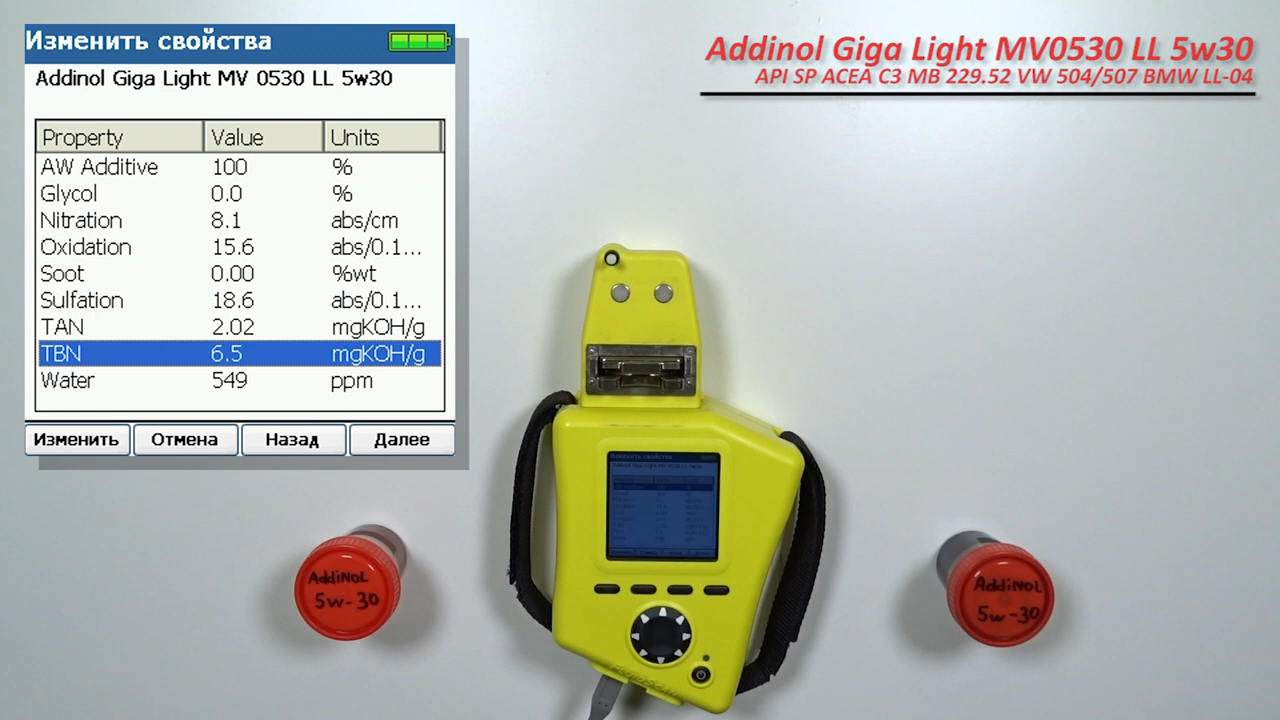 Изменить свойства
Addinol Giga Light MV 0530 LL 5w30
Property Value Units
AW Additive 100 %
Glycol 0.0 %
Nitration 8.1 abs/cm
Oxidation 15.6 abs/0.1...
Soot 0.00 %wt
Sulfation 18.6 abs/0.1...
TAN 2.02 mgKOH/g
TBN 6.5 mgKOH/g
Water 549 ppm
Изменить Отмена Назад Далее
Addinol Giga Light MV0530 LL 5w30
API SP ACEA C3 MB 229.52 VW 504/507 BMW LL-04
Изменить свойства
AddiNOL
5w-30
AddiNOL
5w-30